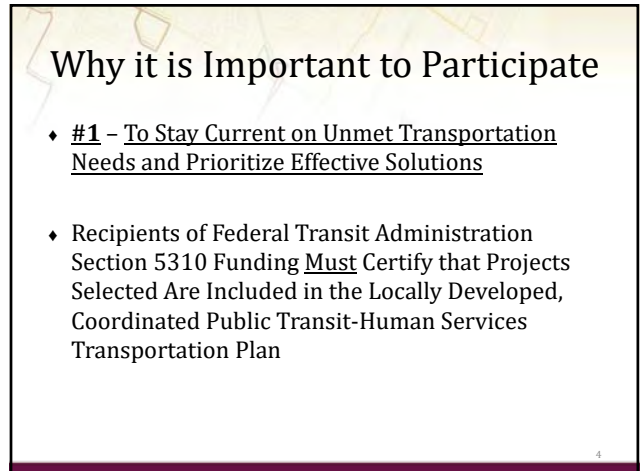 Why it is Important to Participate
♦ #1 – To Stay Current on Unmet Transportation
Needs and Prioritize Effective Solutions
♦ Recipients of Federal Transit Administration
Section 5310 Funding Must Certify that Projects
Selected Are Included in the Locally Developed,
Coordinated Public Transit-Human Services
Transportation Plan
4